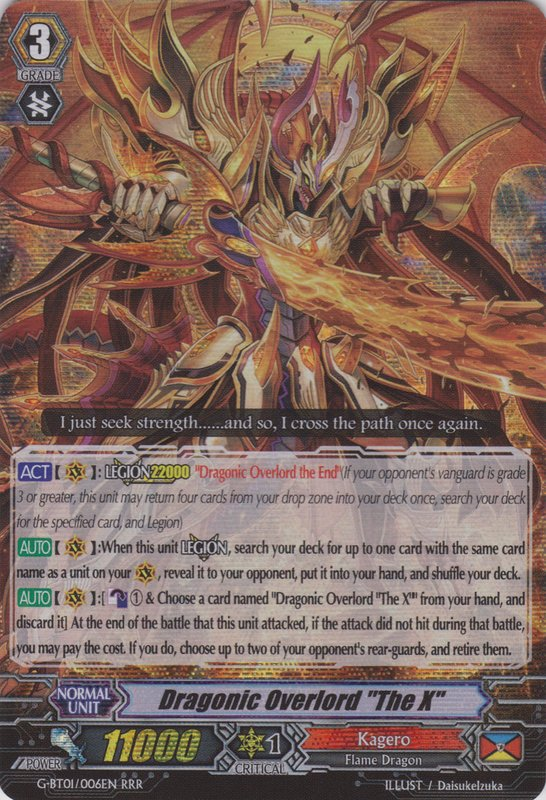 3
GRADE
I just seek strength......and so, I cross the path once again.
ACT【 】: LEGION 22000 "Dragonic Overlord the End"(If your opponent's vanguard is grade
3 or greater, this unit may return four cards from your drop zone into your deck once, search your deck
for the specified card, and Legion)
AUTO【 】:When this unit LEGION, search your deck for up to one card with the same card
name as a unit on your , reveal it to your opponent, put it into your hand, and shuffle your deck.
AUTO【 】:[ ① & Choose a card named "Dragonic Overlord "The X"" from your hand, and
discard it] At the end of the battle that this unit attacked, if the attack did not hit during that battle,
you may pay the cost. If you do, choose up to two of your opponent's rear-guards, and retire them.
NORMAL
UNIT
Dragonic Overlord "The X"
POWER
11000
1
CRITICAL
Kagero
Flame Dragon
G-BT01/006EN RRR
ILLUST / DaisukeIzuka